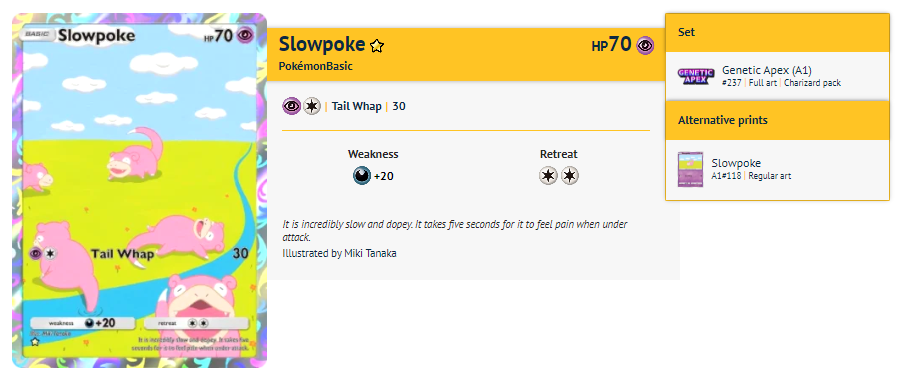 BASIC Slowpoke HP 70
Tail Whap 30
weakness +20 retreat
It is incredibly slow and dopey. It takes five
seconds for it to feel pain when under attack.
Slowpoke HP70
PokémonBasic
| Tail Whap | 30
Weakness Retreat
+20
It is incredibly slow and dopey. It takes five seconds for it to feel pain when under
attack.
Illustrated by Miki Tanaka
Set
GENETIC APEX
Genetic Apex (A1)
#237 | Full art | Charizard pack
Alternative prints
Slowpoke
A1#118 | Regular art